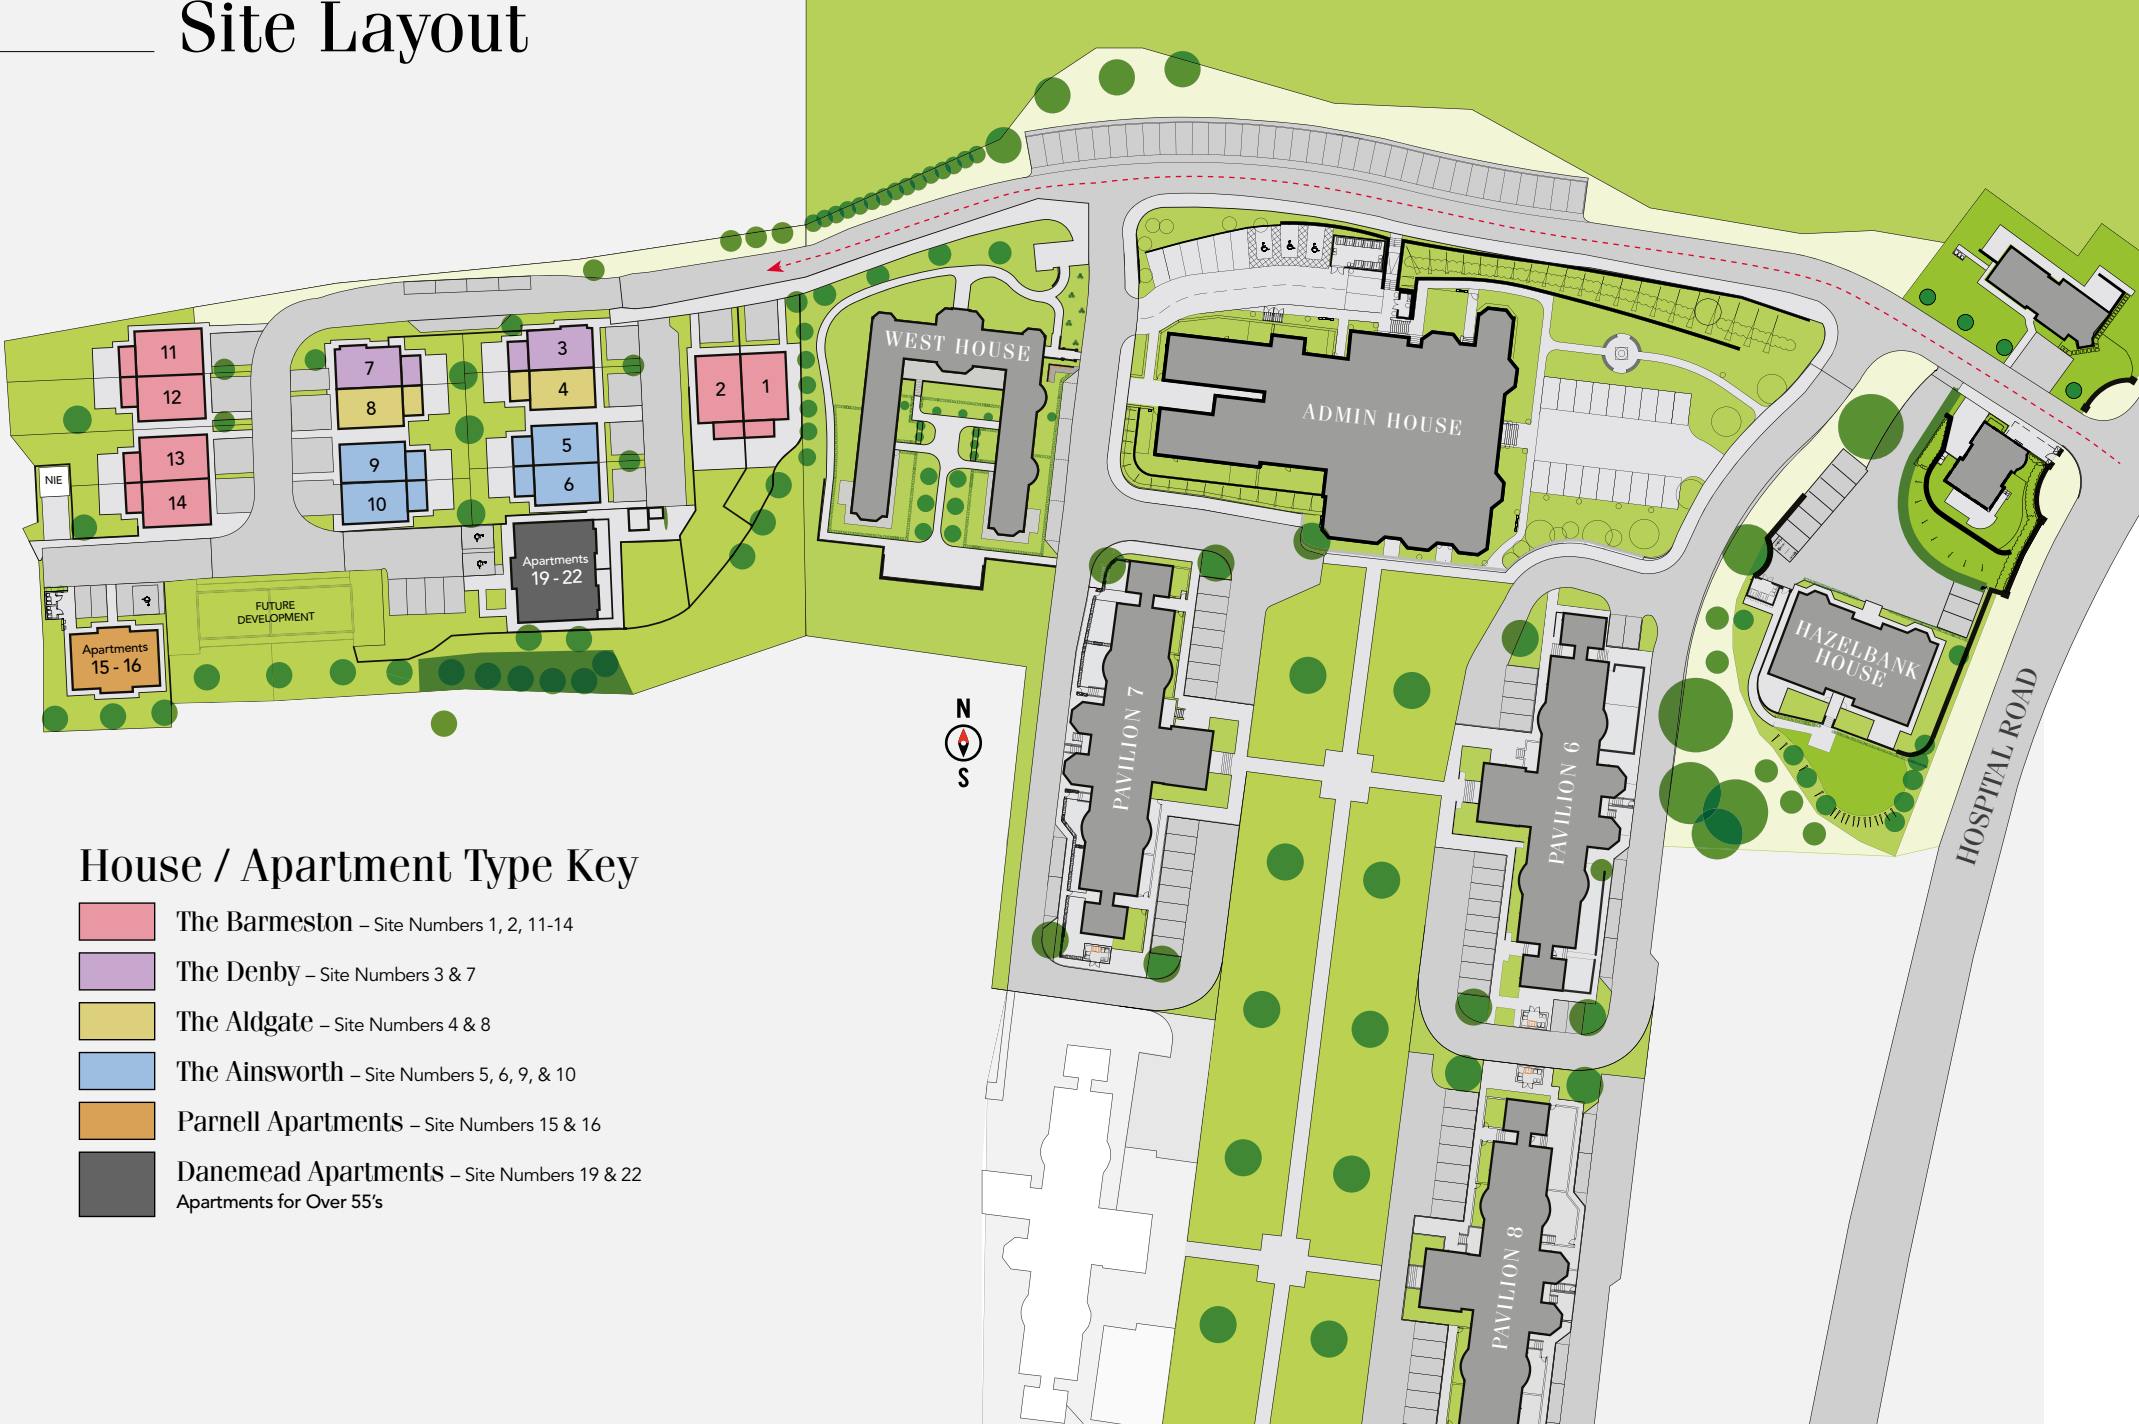 Site Layout
11
12
13
14
NIE
7
8
9
10
3
4
5
6
2
1
Apartments
19 - 22
FUTURE
DEVELOPMENT
Apartments
15 - 16
WEST HOUSE
ADMIN HOUSE
HAZELBANK
HOUSE
PAVILION 7
PAVILION 6
PAVILION 8
HOSPITAL ROAD
N
S
House / Apartment Type Key
The Barmeston – Site Numbers 1, 2, 11-14
The Denby – Site Numbers 3 & 7
The Aldgate – Site Numbers 4 & 8
The Ainsworth – Site Numbers 5, 6, 9, & 10
Parnell Apartments – Site Numbers 15 & 16
Danemead Apartments – Site Numbers 19 & 22
Apartments for Over 55's